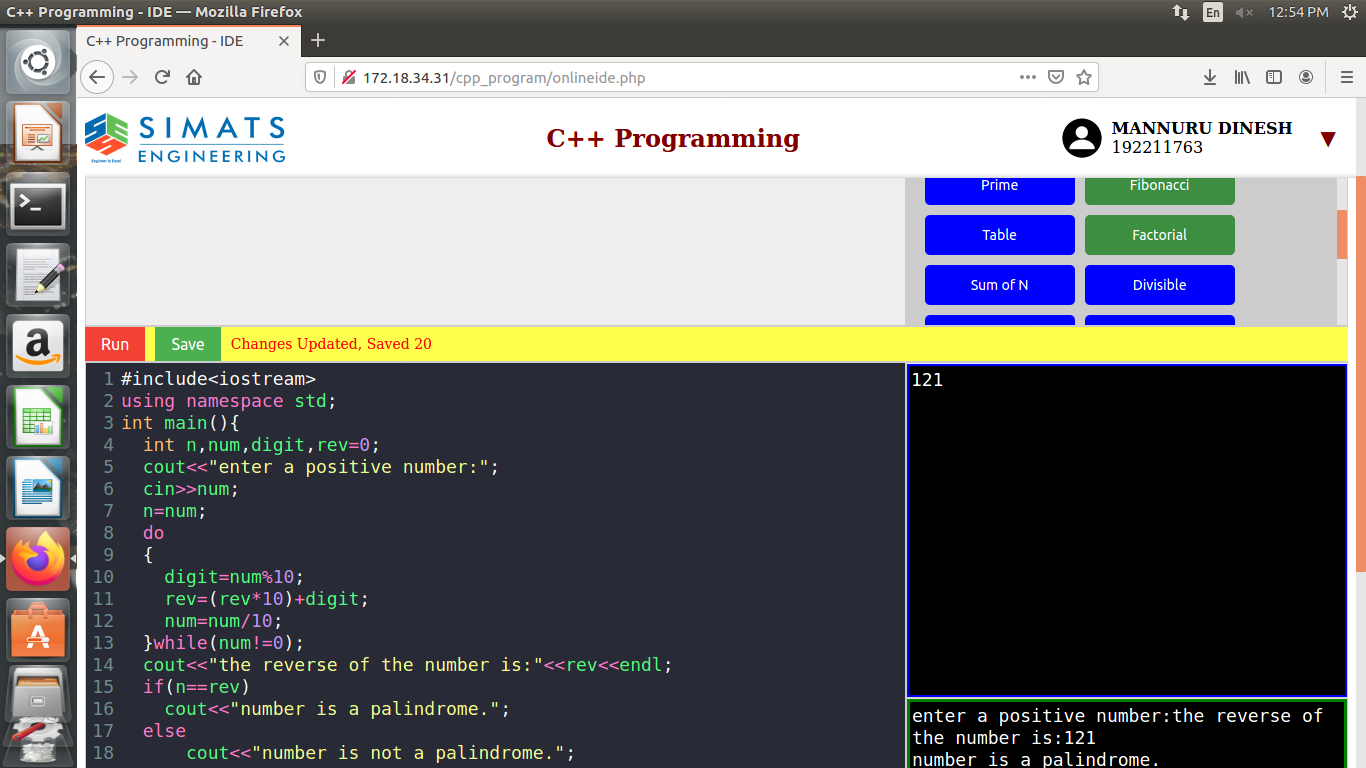 C++ Programming - IDE — Mozilla Firefox
En
12:54 PM
C++ Programming - IDE
172.18.34.31/cpp_program/onlineide.php
SIMATS
ENGINEERING
Engineer to Excel
C++ Programming
MANNURU DINESH
192211763
Prime
Fibonacci
Table
Factorial
Sum of N
Divisible
Run
Save
Changes Updated, Saved 20
1 #include<iostream>
2 using namespace std;
3 int main(){
4   int n,num,digit,rev=0;
5   cout<<"enter a positive number:";
6   cin>>num;
7   n=num;
8   do
9   {
10     digit=num%10;
11     rev=(rev*10)+digit;
12     num=num/10;
13   }while(num!=0);
14   cout<<"the reverse of the number is:"<<rev<<endl;
15   if(n==rev)
16     cout<<"number is a palindrome.";
17   else
18       cout<<"number is not a palindrome.";
121
enter a positive number:the reverse of
the number is:121
number is a palindrome.